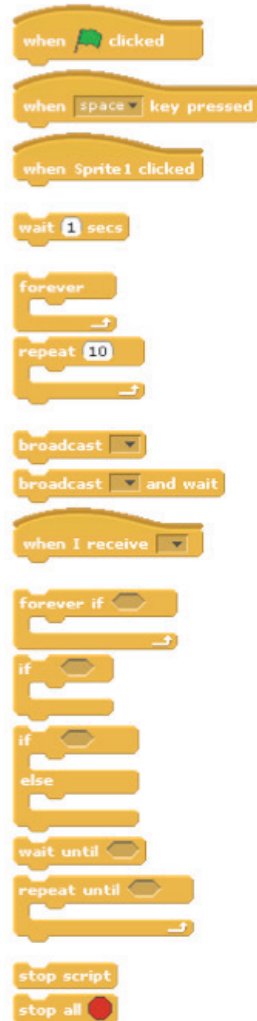 when clicked
when space key pressed
when Sprite1 clicked
wait 1 secs
forever
repeat 10
broadcast
broadcast and wait
when I receive
forever if
if
if
else
wait until
repeat until
stop script
stop all